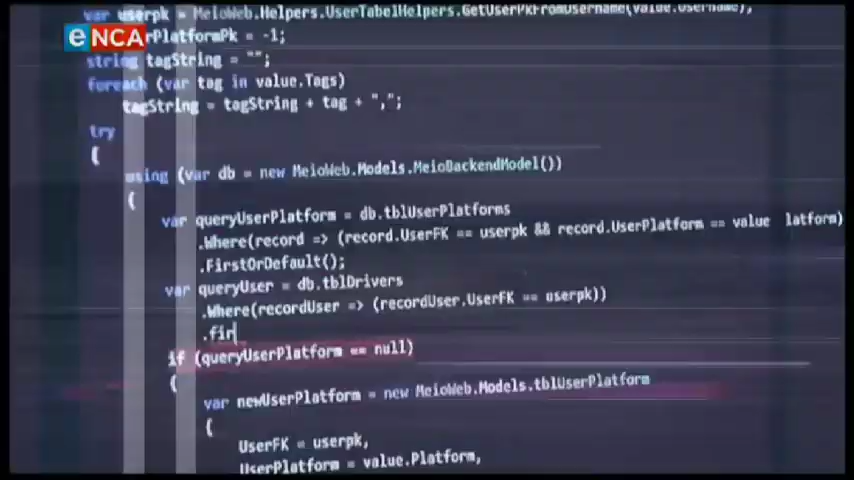 var userpk = MeioWeb.Helpers.UserTabelHelpers.GetUserPkFromUsername(value.Username);
eNCA
rPlatformPk = -1;
string tagString = "";
foreach (var tag in value.Tags)
tagString = tagString + tag + ",";
try
{
using (var db = new MeioWeb.Models.MeioBackendModel())
{
var queryUserPlatform = db.tblUserPlatforms
.Where(record => (record.UserFK == userpk && record.UserPlatform == value latform)
.FirstOrDefault();
var queryUser = db.tblDrivers
.Where(recordUser => (recordUser.UserFK == userpk))
.fir
if (queryUserPlatform == null)
{
var newUserPlatform = new MeioWeb.Models.tblUserPlatform
{
UserFK = userpk,
UserPlatform = value.Platform,